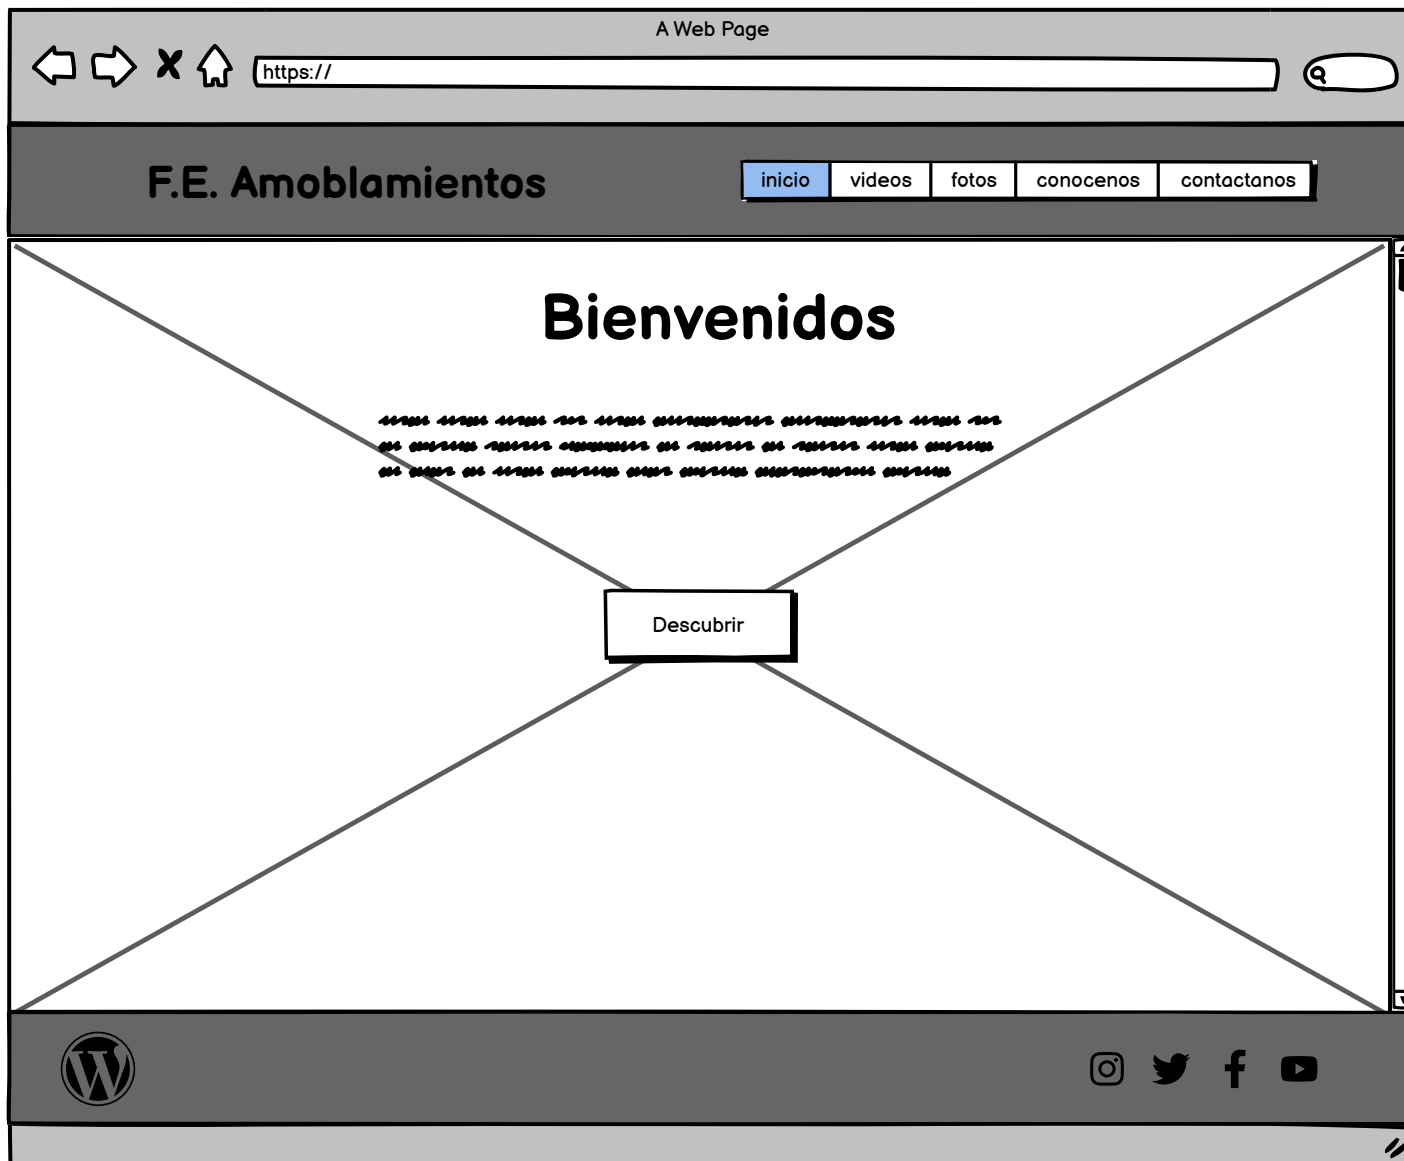 A Web Page
https://
F.E. Amoblamientos
inicio videos fotos conocenos contactanos
Bienvenidos
Descubrir